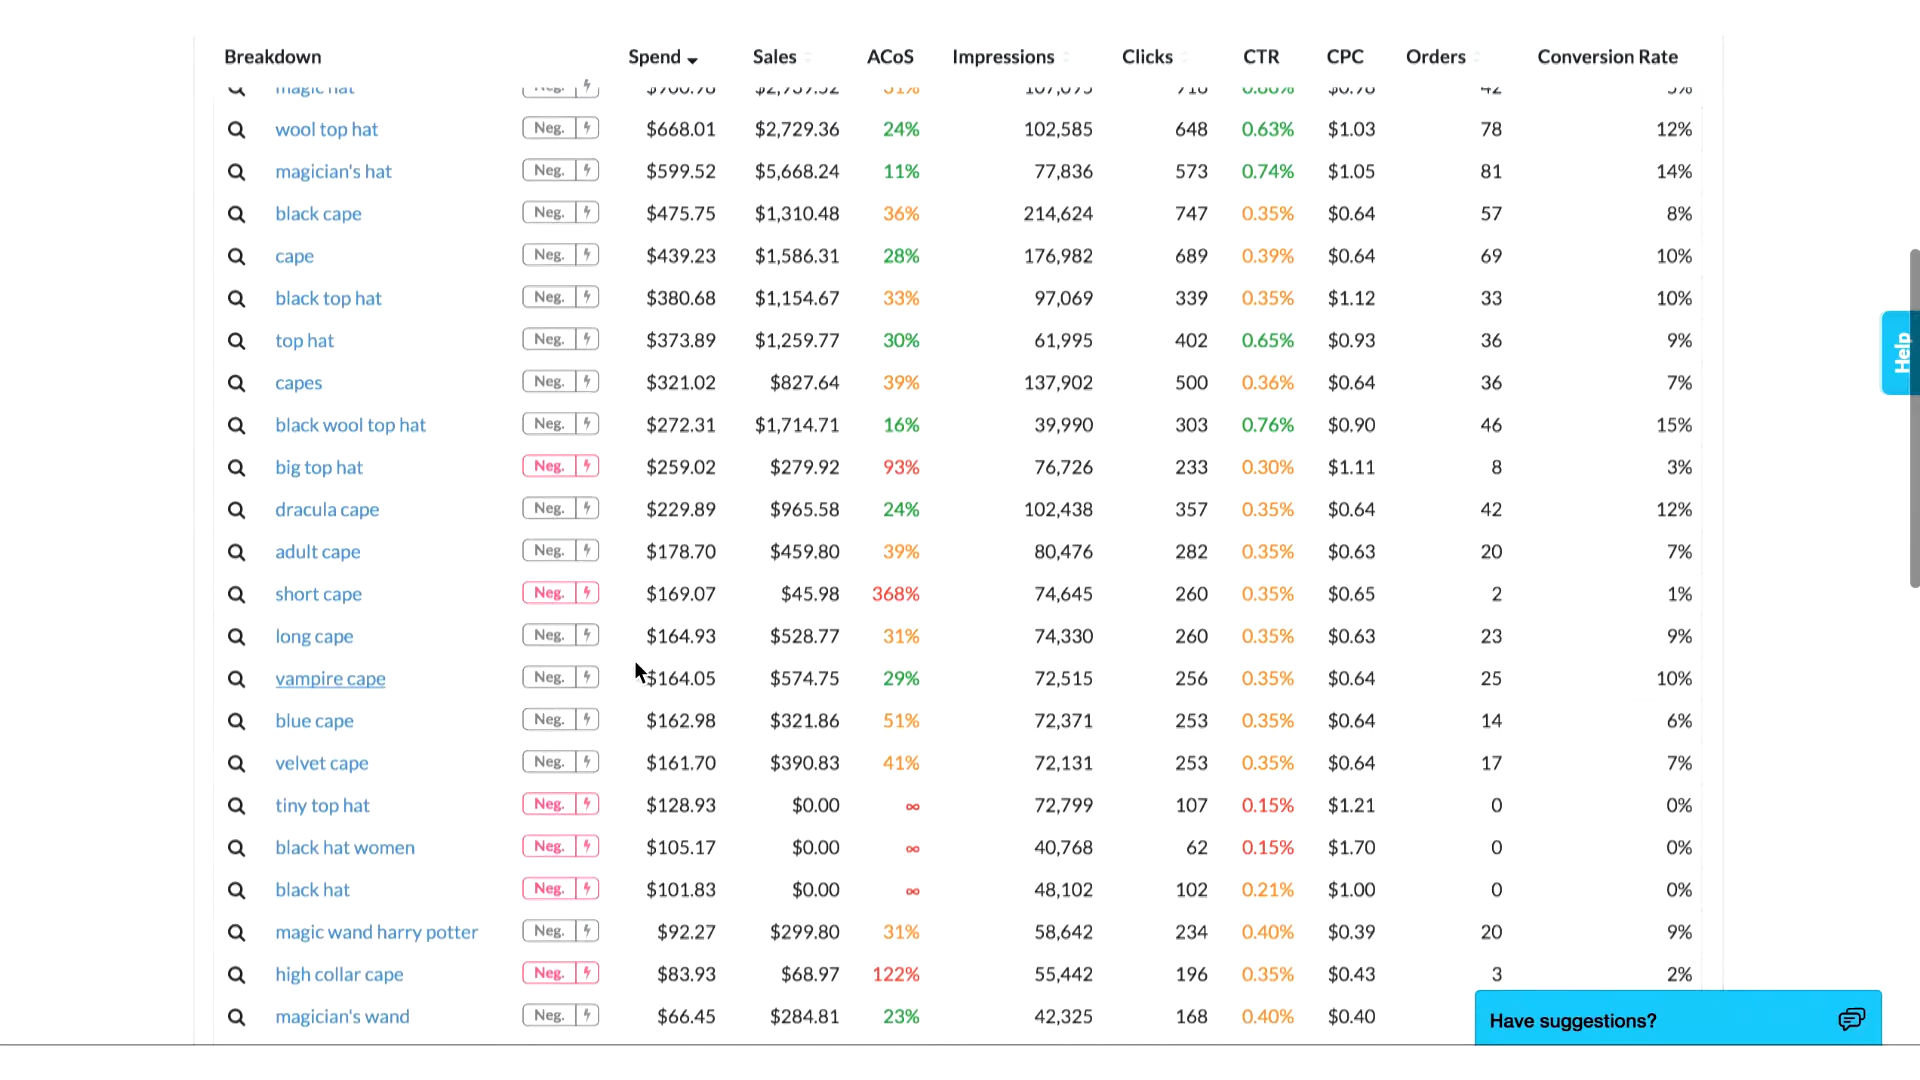 Breakdown Spend Sales ACoS Impressions Clicks CTR CPC Orders Conversion Rate
magic hat
wool top hat Neg. $668.01 $2,729.36 24% 102,585 648 0.63% $1.03 78 12%
magician's hat Neg. $599.52 $5,668.24 11% 77,836 573 0.74% $1.05 81 14%
black cape Neg. $475.75 $1,310.48 36% 214,624 747 0.35% $0.64 57 8%
cape Neg. $439.23 $1,586.31 28% 176,982 689 0.39% $0.64 69 10%
black top hat Neg. $380.68 $1,154.67 33% 97,069 339 0.35% $1.12 33 10%
top hat Neg. $373.89 $1,259.77 30% 61,995 402 0.65% $0.93 36 9%
capes Neg. $321.02 $827.64 39% 137,902 500 0.36% $0.64 36 7%
black wool top hat Neg. $272.31 $1,714.71 16% 39,990 303 0.76% $0.90 46 15%
big top hat Neg. $259.02 $279.92 93% 76,726 233 0.30% $1.11 8 3%
dracula cape Neg. $229.89 $965.58 24% 102,438 357 0.35% $0.64 42 12%
adult cape Neg. $178.70 $459.80 39% 80,476 282 0.35% $0.63 20 7%
short cape Neg. $169.07 $45.98 368% 74,645 260 0.35% $0.65 2 1%
long cape Neg. $164.93 $528.77 31% 74,330 260 0.35% $0.63 23 9%
vampire cape Neg. $164.05 $574.75 29% 72,515 256 0.35% $0.64 25 10%
blue cape Neg. $162.98 $321.86 51% 72,371 253 0.35% $0.64 14 6%
velvet cape Neg. $161.70 $390.83 41% 72,131 253 0.35% $0.64 17 7%
tiny top hat Neg. $128.93 $0.00 ∞ 72,799 107 0.15% $1.21 0 0%
black hat women Neg. $105.17 $0.00 ∞ 40,768 62 0.15% $1.70 0 0%
black hat Neg. $101.83 $0.00 ∞ 48,102 102 0.21% $1.00 0 0%
magic wand harry potter Neg. $92.27 $299.80 31% 58,642 234 0.40% $0.39 20 9%
high collar cape Neg. $83.93 $68.97 122% 55,442 196 0.35% $0.43 3 2%
magician's wand Neg. $66.45 $284.81 23% 42,325 168 0.40% $0.40
Help
Have suggestions?